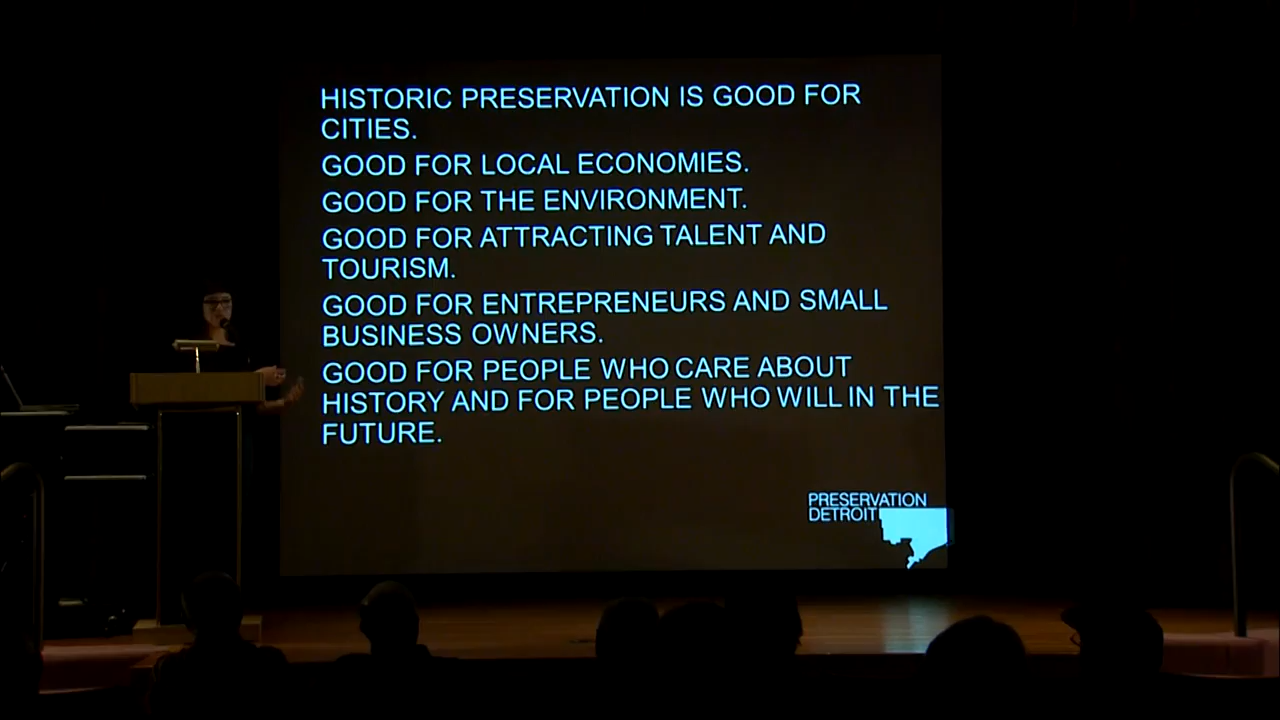 HISTORIC PRESERVATION IS GOOD FOR
CITIES.
GOOD FOR LOCAL ECONOMIES.
GOOD FOR THE ENVIRONMENT.
GOOD FOR ATTRACTING TALENT AND
TOURISM.
GOOD FOR ENTREPRENEURS AND SMALL
BUSINESS OWNERS.
GOOD FOR PEOPLE WHO CARE ABOUT
HISTORY AND FOR PEOPLE WHO WILL IN THE
FUTURE.
PRESERVATION
DETROIT